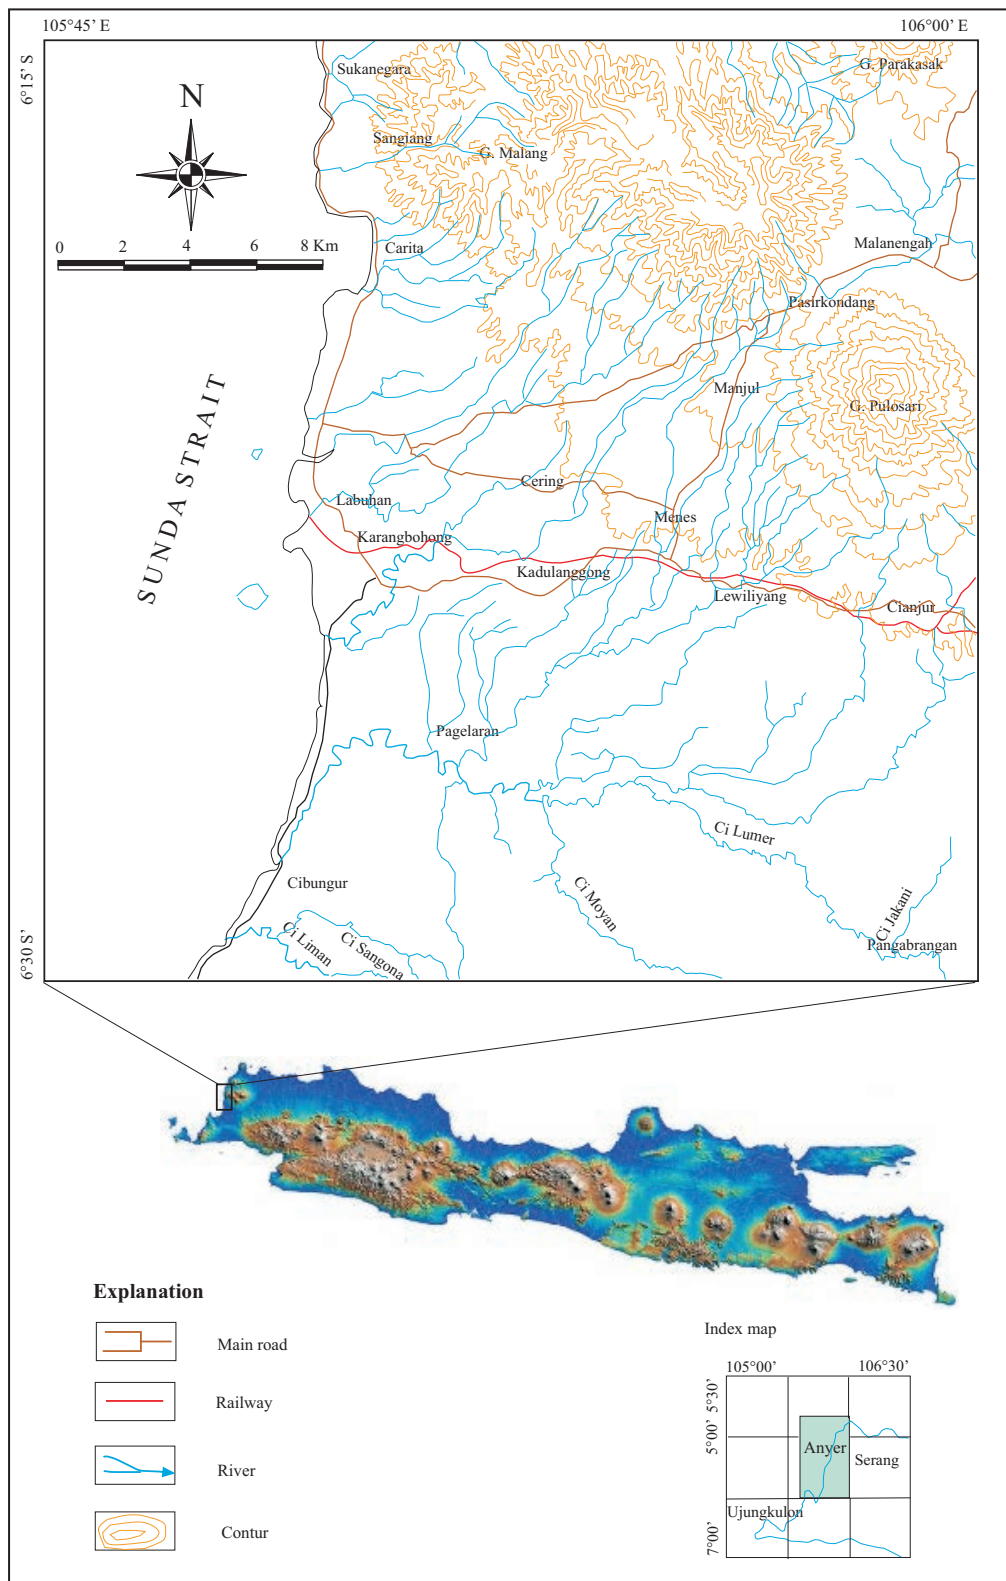 105°45' E
106°00' E
6°15' S
Sukanegara
G. Parakasak
N
Sangiang
G. Malang
Carita
Malanengah
0 2 4 6 8 Km
Pasirkondang
Manjul
G. Pulosari
SUNDA STRAIT
Cering
Labuhan
Menes
Karangbohong
Kadulanggong
Lewiliyang
Cianjur
Pagelaran
Ci Lumer
Cibungur
Ci Moyan
Ci Jakani
Ci Liman
Ci Sangona
Pangabrangan
6°30 S'
Explanation
Main road
Railway
River
Contur
Index map
105°00'
106°30'
5°30'
5°00'
Anyer
Serang
Ujungkulon
7°00'